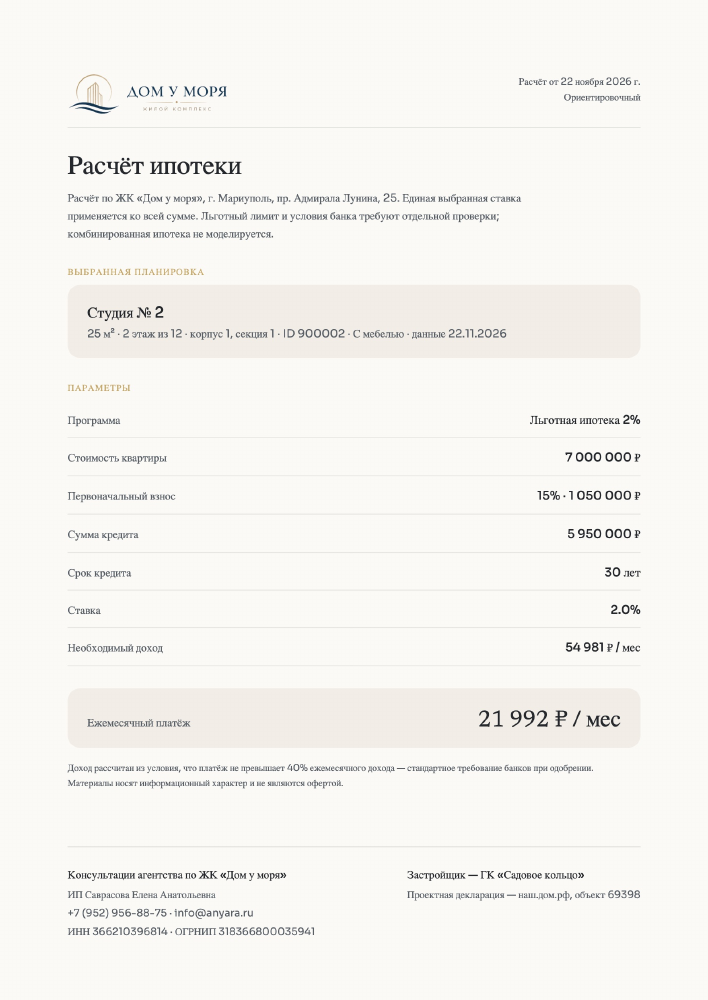 ДОМ У МОРЯ
ЖИЛОЙ КОМПЛЕКС
Расчёт от 22 ноября 2026 г.
Ориентировочный
Расчёт ипотеки
Расчёт по ЖК «Дом у моря», г. Мариуполь, пр. Адмирала Лунина, 25. Единая выбранная ставка
применяется ко всей сумме. Льготный лимит и условия банка требуют отдельной проверки;
комбинированная ипотека не моделируется.
ВЫБРАННАЯ ПЛАНИРОВКА
Студия № 2
25 м² · 2 этаж из 12 · корпус 1, секция 1 · ID 900002 · С мебелью · данные 22.11.2026
ПАРАМЕТРЫ
Программа Льготная ипотека 2%
Стоимость квартиры 7 000 000 ₽
Первоначальный взнос 15% · 1 050 000 ₽
Сумма кредита 5 950 000 ₽
Срок кредита 30 лет
Ставка 2.0%
Необходимый доход 54 981 ₽ / мес
Ежемесячный платёж 21 992 ₽ / мес
Доход рассчитан из условия, что платёж не превышает 40% ежемесячного дохода — стандартное требование банков при одобрении.
Материалы носят информационный характер и не являются офертой.
Консультации агентства по ЖК «Дом у моря»
ИП Саврасова Елена Анатольевна
+7 (952) 956-88-75 · info@anyara.ru
ИНН 366210396814 · ОГРНИП 318366800035941
Застройщик — ГК «Садовое кольцо»
Проектная декларация — наш.дом.рф, объект 69398